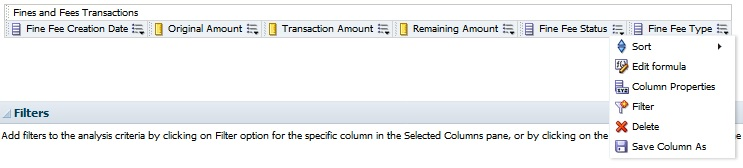 Fines and Fees Transactions
Fine Fee Creation Date Original Amount Transaction Amount Remaining Amount Fine Fee Status Fine Fee Type
Sort
Edit formula
Column Properties
Filter
Delete
Save Column As
Filters
Add filters to the analysis criteria by clicking on Filter option for the specific column in the Selected Columns pane, or by clicking on the